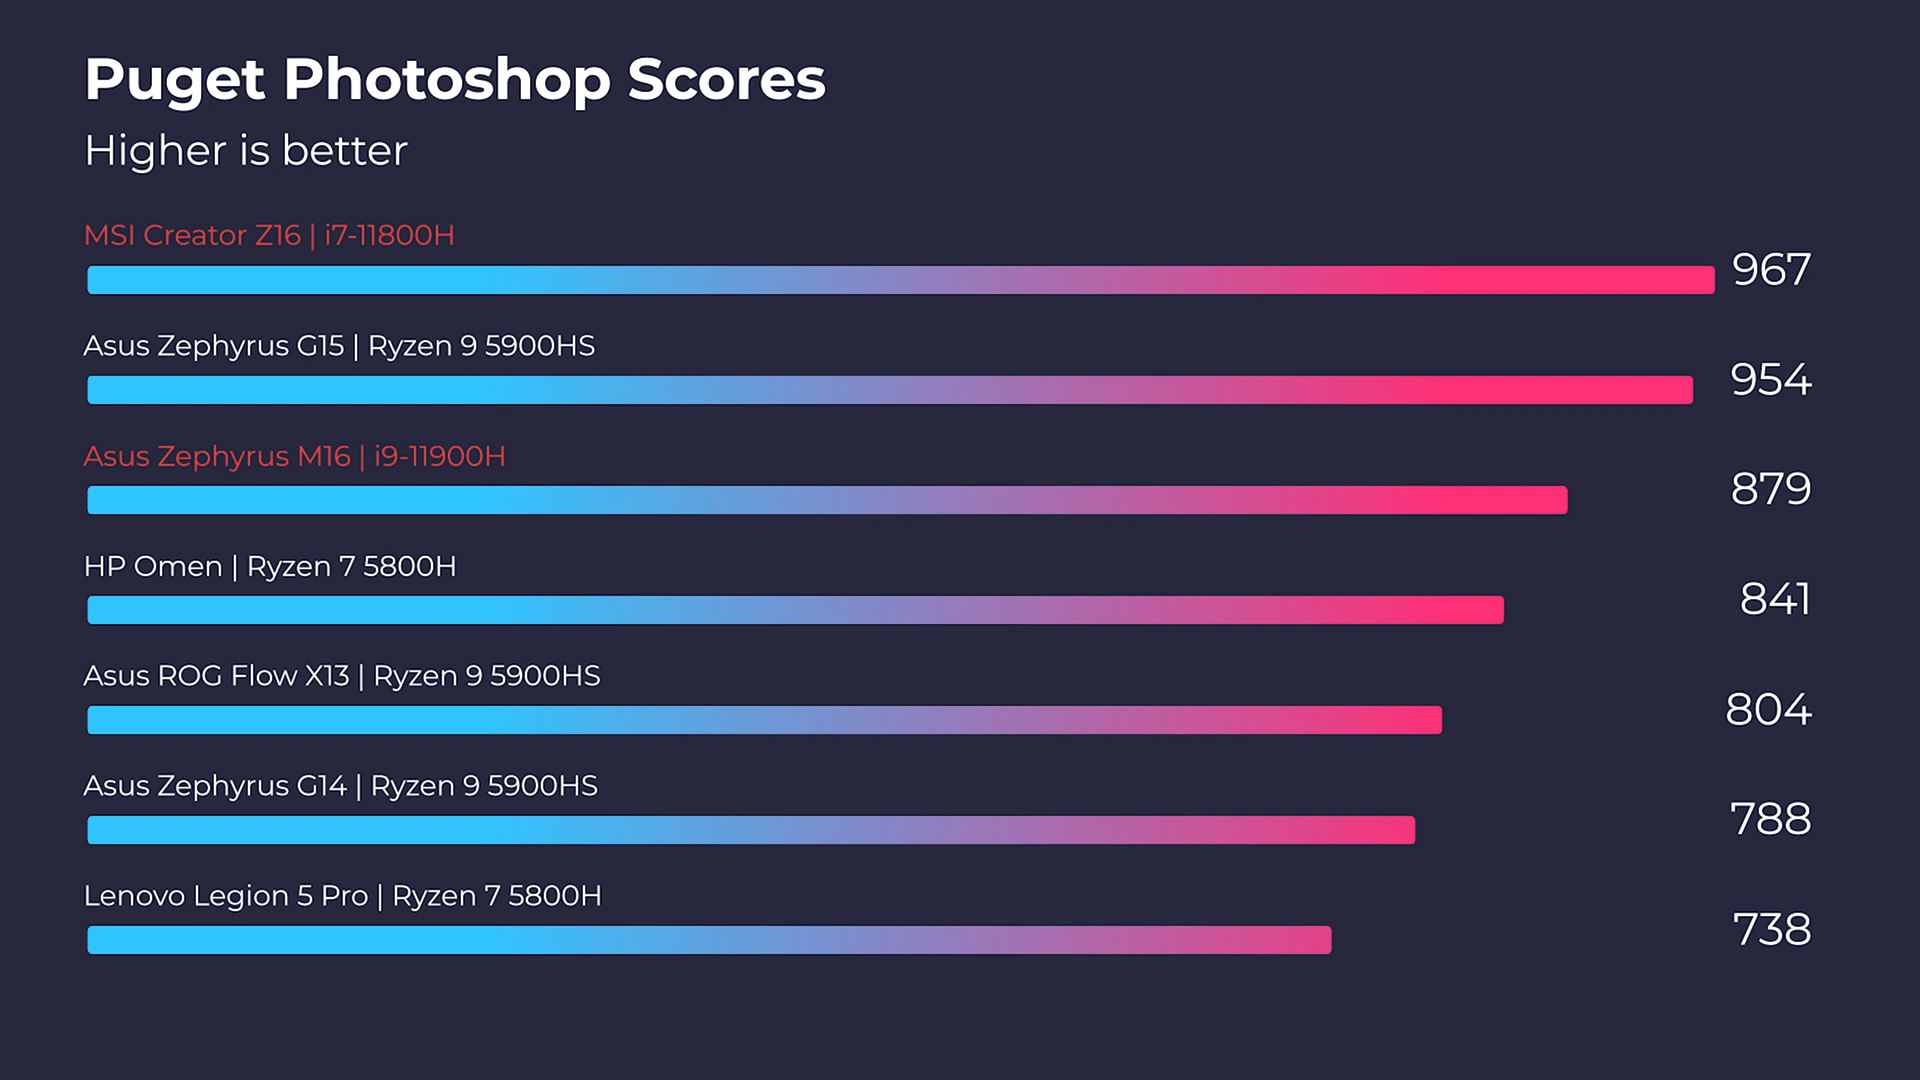 Puget Photoshop Scores
Higher is better
MSI Creator Z16 | i7-11800H
967
Asus Zephyrus G15 | Ryzen 9 5900HS
954
Asus Zephyrus M16 | i9-11900H
879
HP Omen | Ryzen 7 5800H
841
Asus ROG Flow X13 | Ryzen 9 5900HS
804
Asus Zephyrus G14 | Ryzen 9 5900HS
788
Lenovo Legion 5 Pro | Ryzen 7 5800H
738